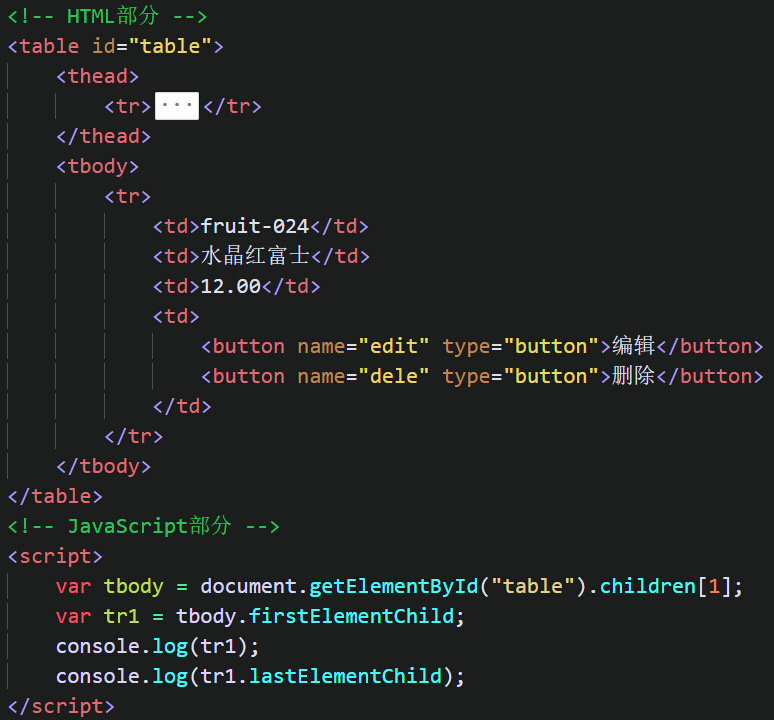 <!-- HTML部分 -->
<table id="table">
<thead>
<tr>···</tr>
</thead>
<tbody>
<tr>
<td>fruit-024</td>
<td>水晶红富士</td>
<td>12.00</td>
<td>
<button name="edit" type="button">编辑</button>
<button name="dele" type="button">删除</button>
</td>
</tr>
</tbody>
</table>
<!-- JavaScript部分 -->
<script>
var tbody = document.getElementById("table").children[1];
var tr1 = tbody.firstElementChild;
console.log(tr1);
console.log(tr1.lastElementChild);
</script>